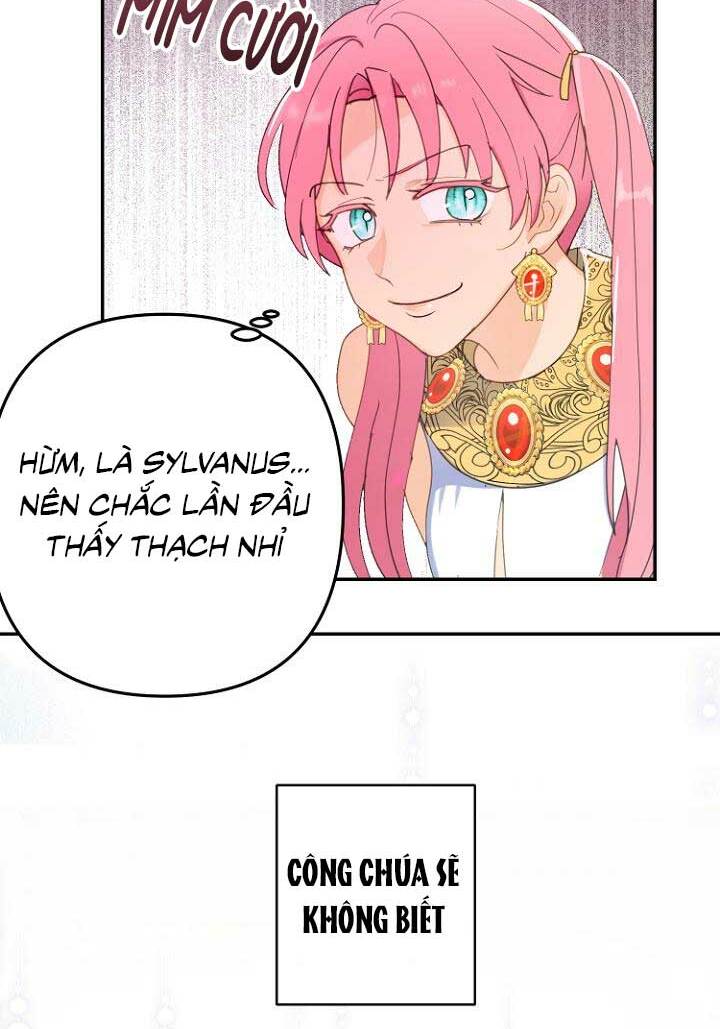 MỈM CƯỜI
HỪM, LÀ SYLVANUS...
NÊN CHẮC LẦN ĐẦU
THẤY THẠCH NHỈ
CÔNG CHÚA SẼ
KHÔNG BIẾT